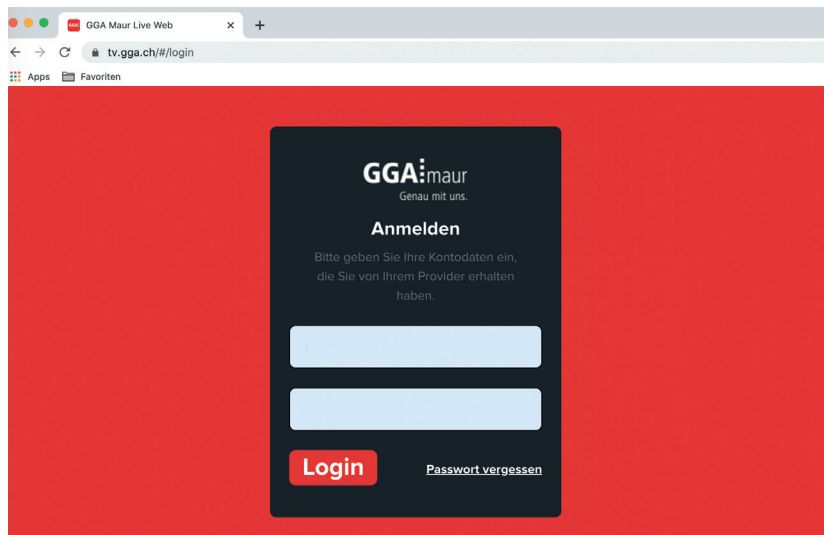 GGA Maur Live Web
tv.gga.ch/#/login
Apps Favoriten
GGA maur
Genau mit uns.
Anmelden
Bitte geben Sie Ihre Kontodaten ein,
die Sie von Ihrem Provider erhalten
haben.
Login Passwort vergessen